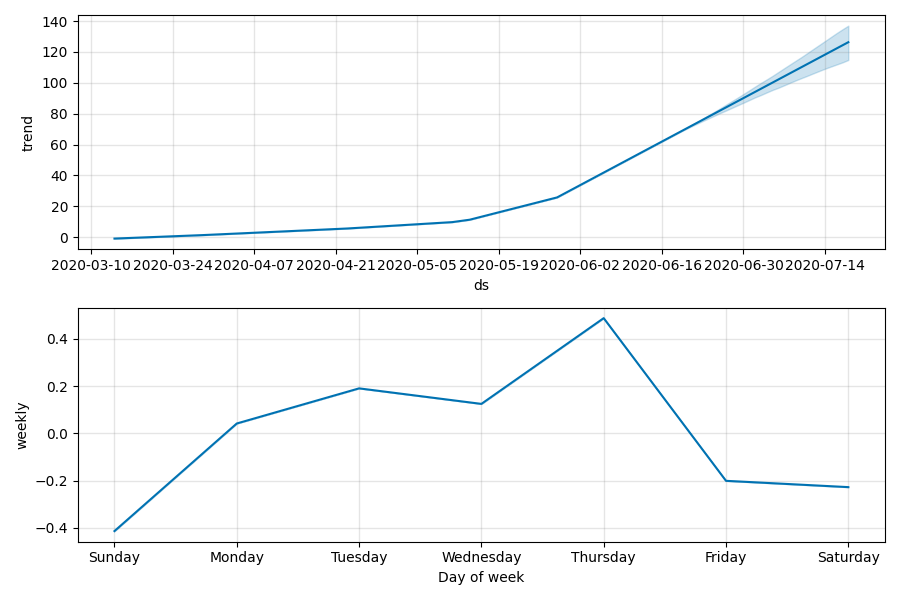 140
120
100
80
60
40
20
0
trend
2020-03-10 2020-03-24 2020-04-07 2020-04-21 2020-05-05 2020-05-19 2020-06-02 2020-06-16 2020-06-30 2020-07-14
ds
0.4
0.2
0.0
−0.2
−0.4
weekly
Sunday Monday Tuesday Wednesday Thursday Friday Saturday
Day of week